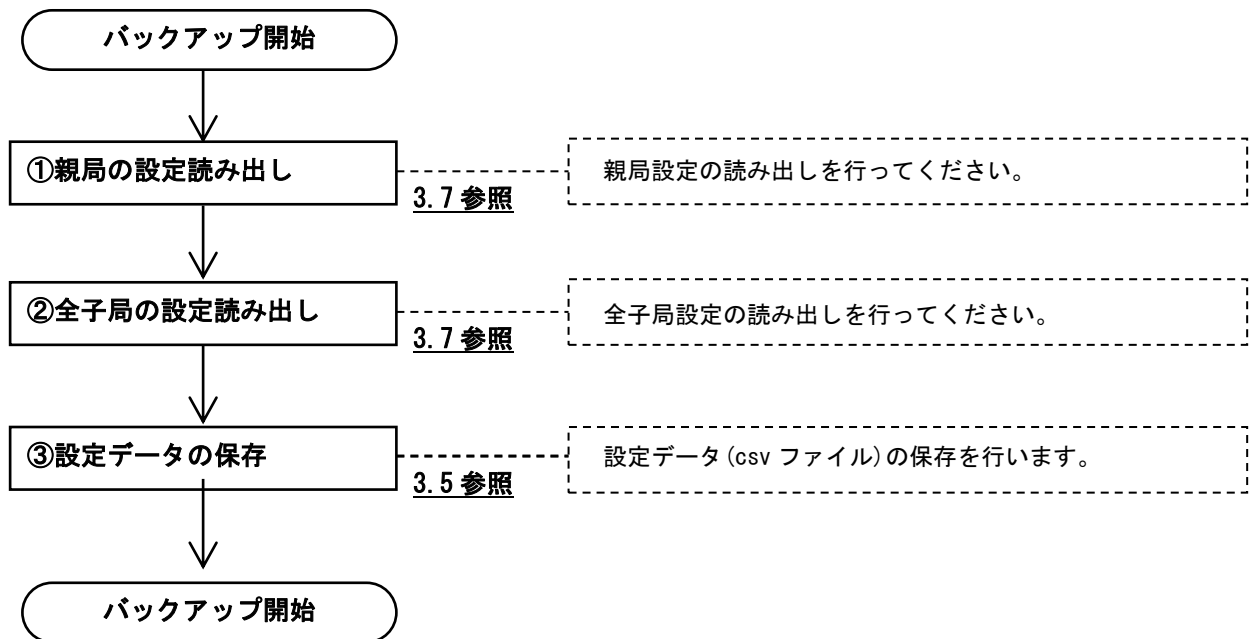 バックアップ開始
①親局の設定読み出し
3.7参照
親局設定の読み出しを行ってください。
②全子局の設定読み出し
3.7参照
全子局設定の読み出しを行ってください。
③設定データの保存
3.5参照
設定データ(csv ファイル)の保存を行います。
バックアップ開始